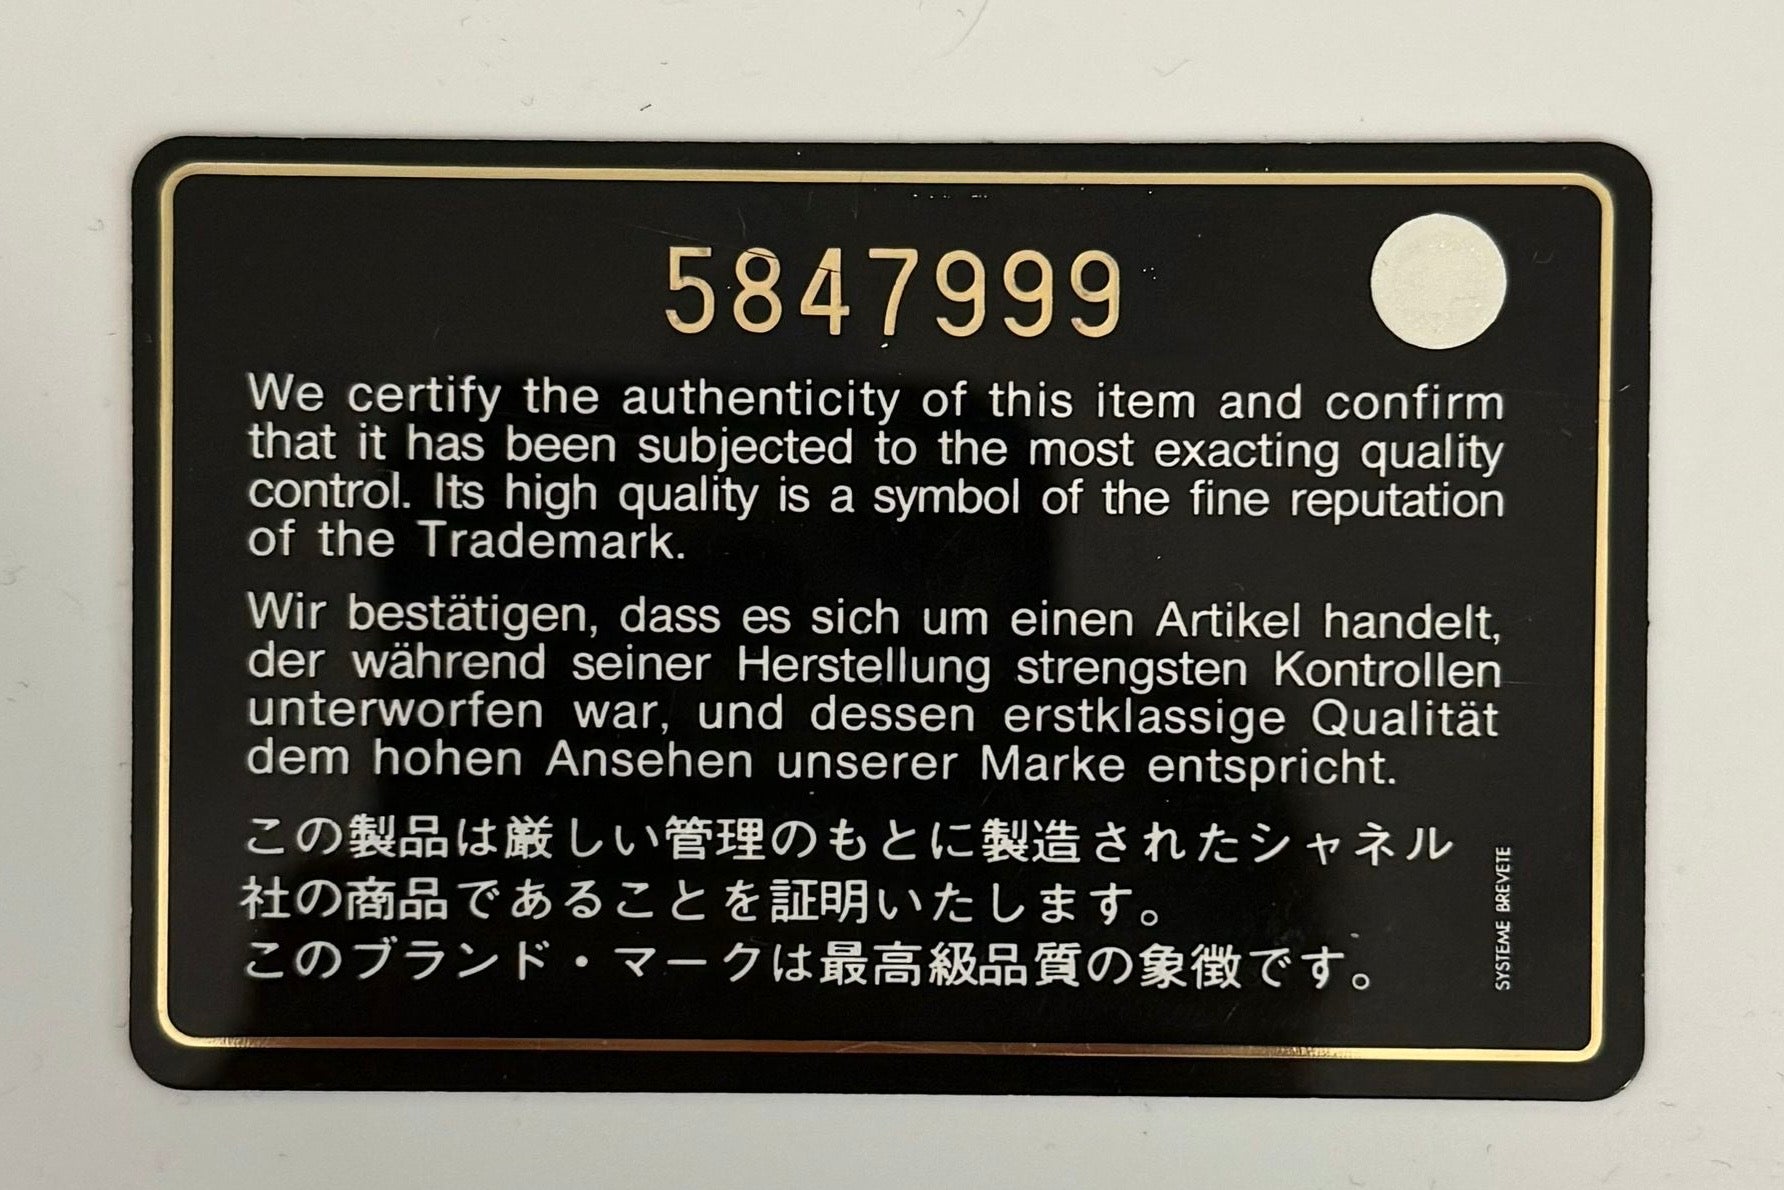 5847999
We certify the authenticity of this item and confirm
that it has been subjected to the most exacting quality
control. Its high quality is a symbol of the fine reputation
of the Trademark.
Wir bestätigen, dass es sich um einen Artikel handelt,
der während seiner Herstellung strengsten Kontrollen
unterworfen war, und dessen erstklassige Qualität
dem hohen Ansehen unserer Marke entspricht.
この製品は厳しい管理のもとに製造されたシャネル
社の商品であることを証明いたします。
このブランド・マークは最高級品質の象徴です。
SYSTEME BREVETE